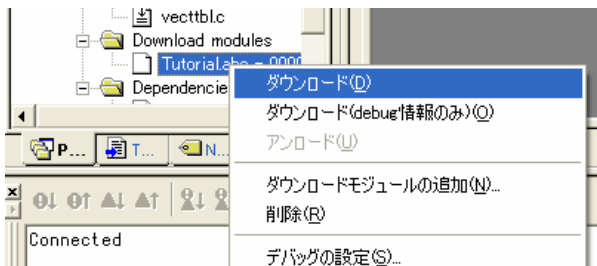 vecttbl.c
Download modules
Tutorial.abs - 0000
Dependencie
ダウンロード(D)
ダウンロード(debug情報のみ)(O)
アンロード(U)
ダウンロードモジュールの追加(N)...
削除(R)
デバッグの設定(S)...
P... T... N...
Connected